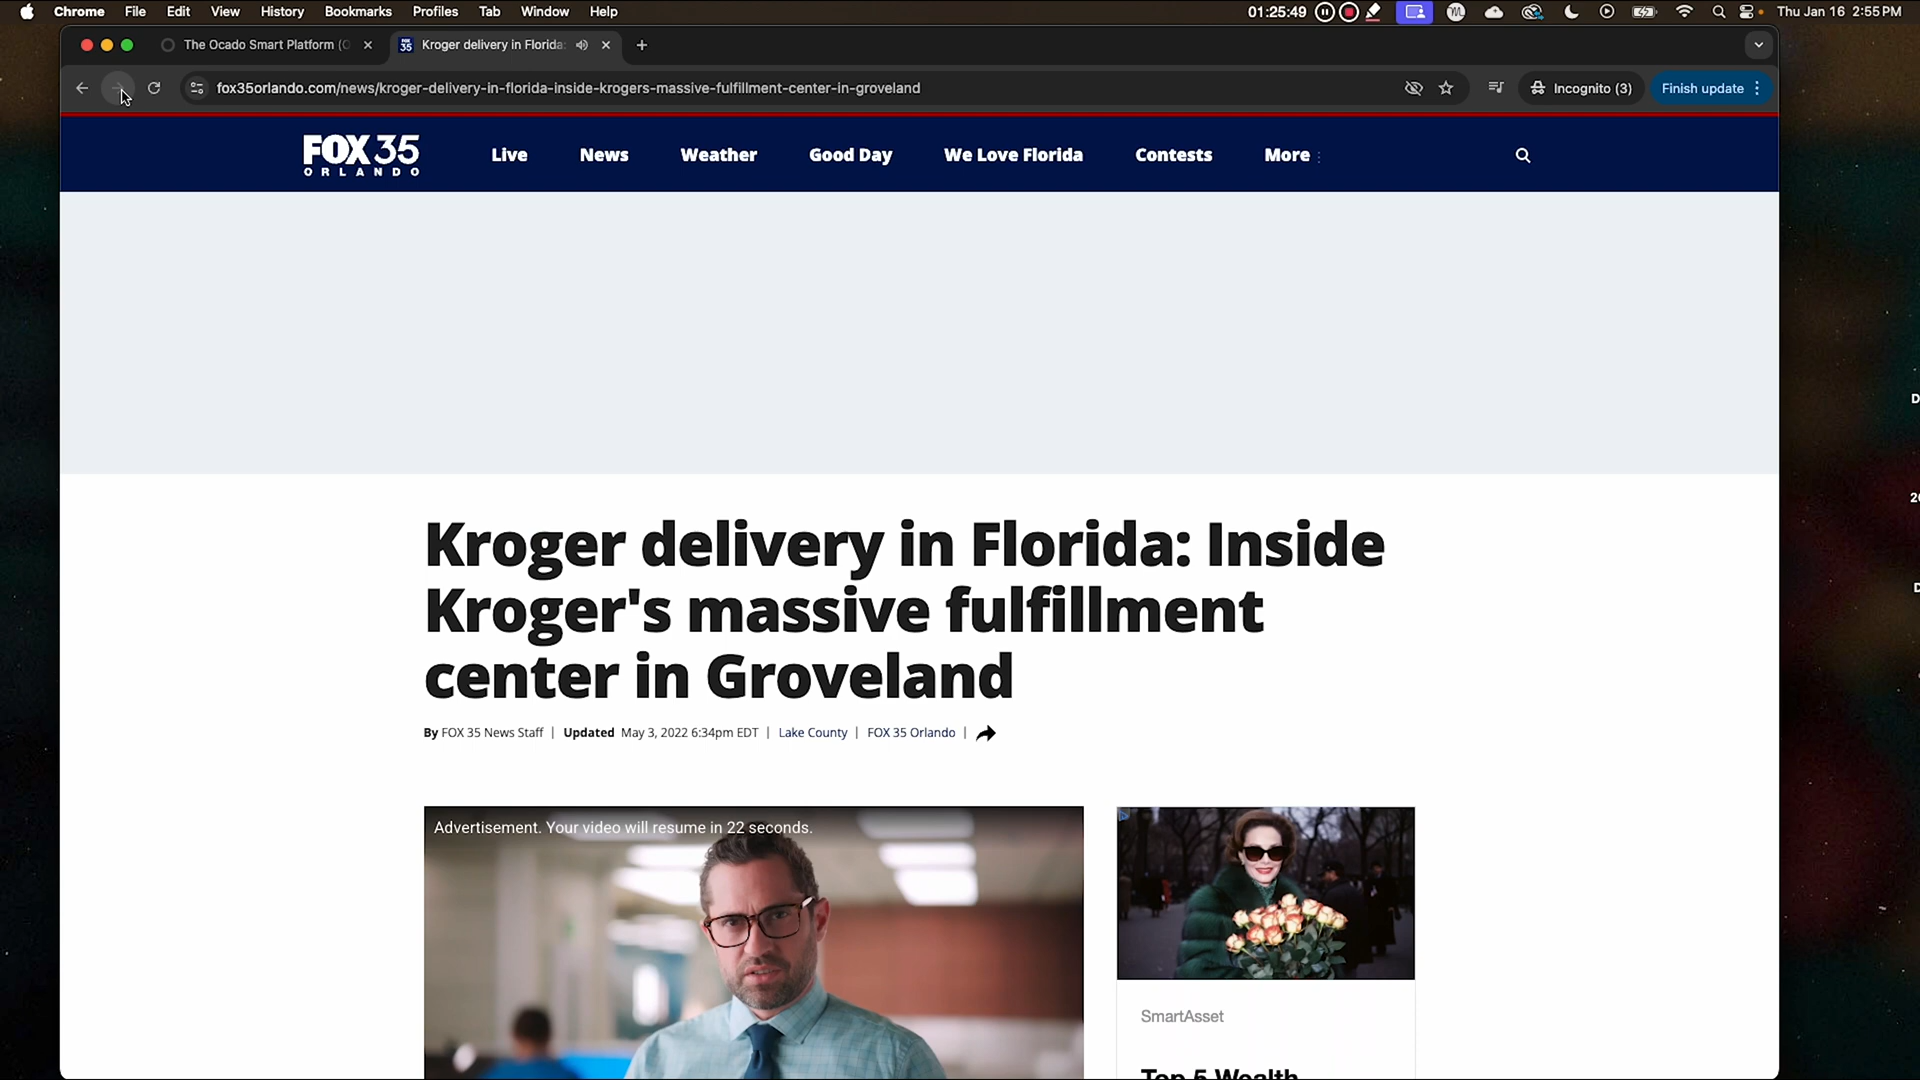 Chrome File Edit View History Bookmarks Profiles Tab Window Help 01:25:49 Thu Jan 16 2:55 PM
The Ocado Smart Platform (O Kroger delivery in Florida:
fox35orlando.com/news/kroger-delivery-in-florida-inside-krogers-massive-fulfillment-center-in-groveland Incognito (3) Finish update
FOX 35
ORLANDO
Live News Weather Good Day We Love Florida Contests More
Kroger delivery in Florida: Inside
Kroger's massive fulfillment
center in Groveland
By FOX 35 News Staff | Updated May 3, 2022 6:34pm EDT | Lake County | FOX 35 Orlando |
Advertisement. Your video will resume in 22 seconds.
SmartAsset
Top 5 Wealth